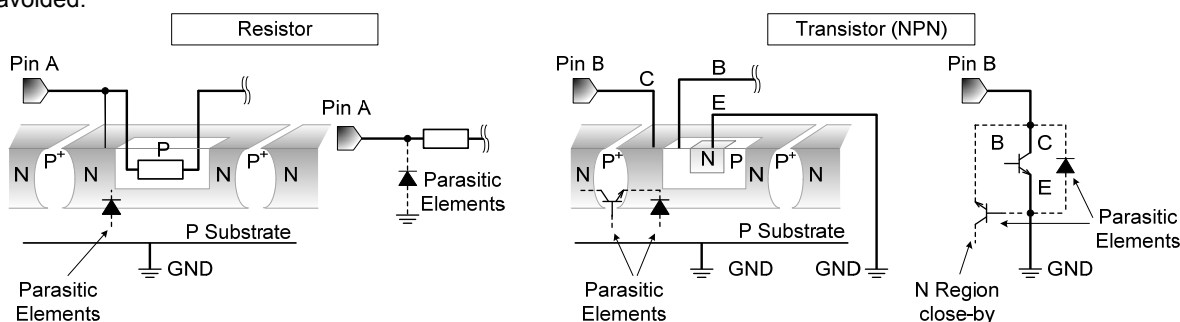 avoided.
Resistor
Transistor (NPN)
Pin A
Pin B
B
C
E
Pin B
Pin A
P
N
P+
N
N
P+
N
Parasitic
Elements
N
P+
N
N
P
N
P+
N
B
C
E
Parasitic
Elements
P Substrate
GND
Parasitic
Elements
P Substrate
GND
GND
Parasitic
Elements
GND
N Region
close-by